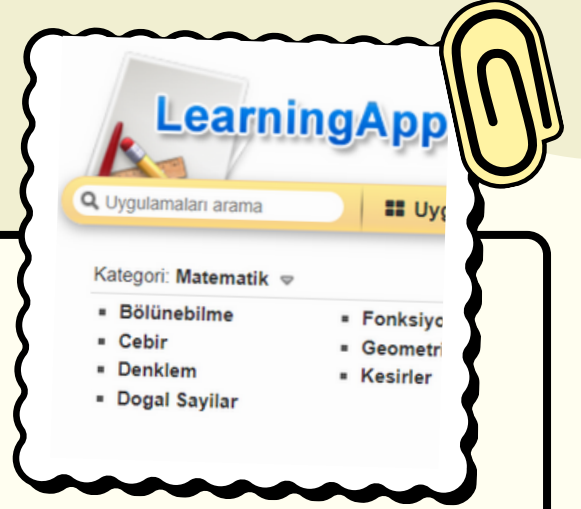 LearningApp
Uygulamaları arama
Uyg
Kategori: Matematik
Bölünebilme
Cebir
Denklem
Dogal Sayilar
Fonksiyo
Geometri
Kesirler